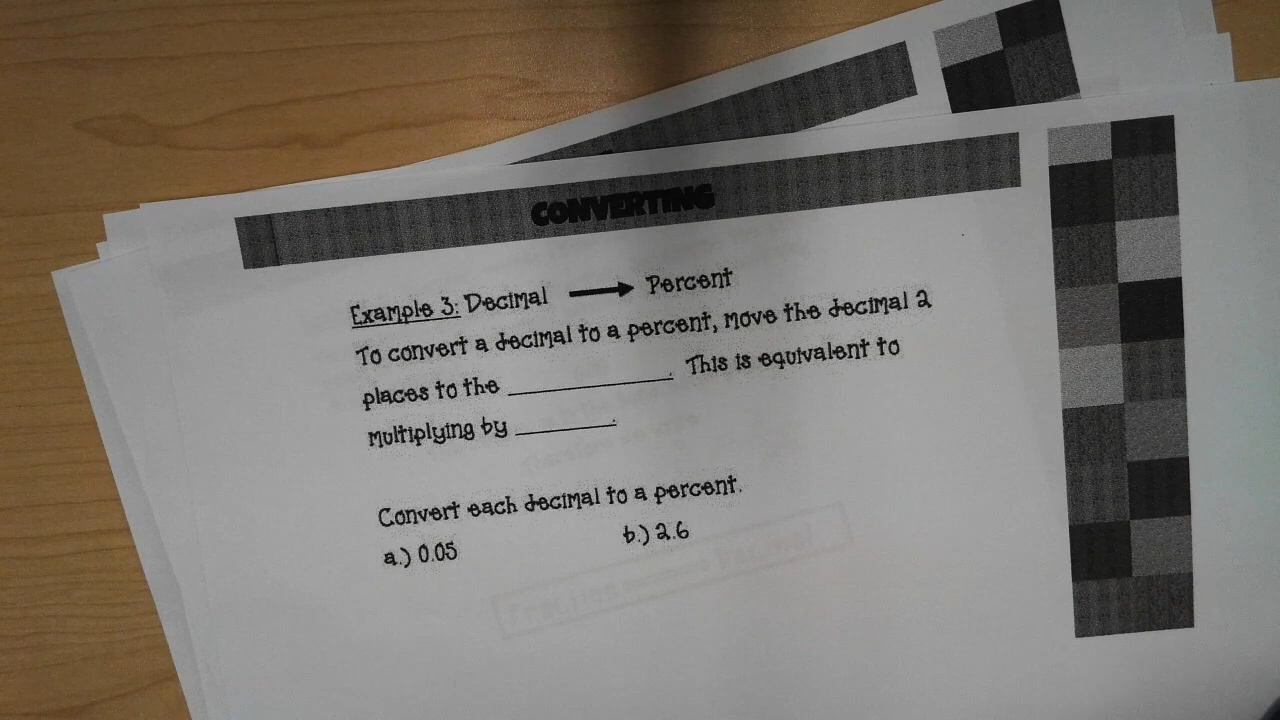 CONVERTING
Example 3: Decimal → Percent
To convert a decimal to a percent, move the decimal 2
places to the ____________. This is equivalent to
multiplying by ________.
Convert each decimal to a percent.
a.) 0.05 b.) 2.6